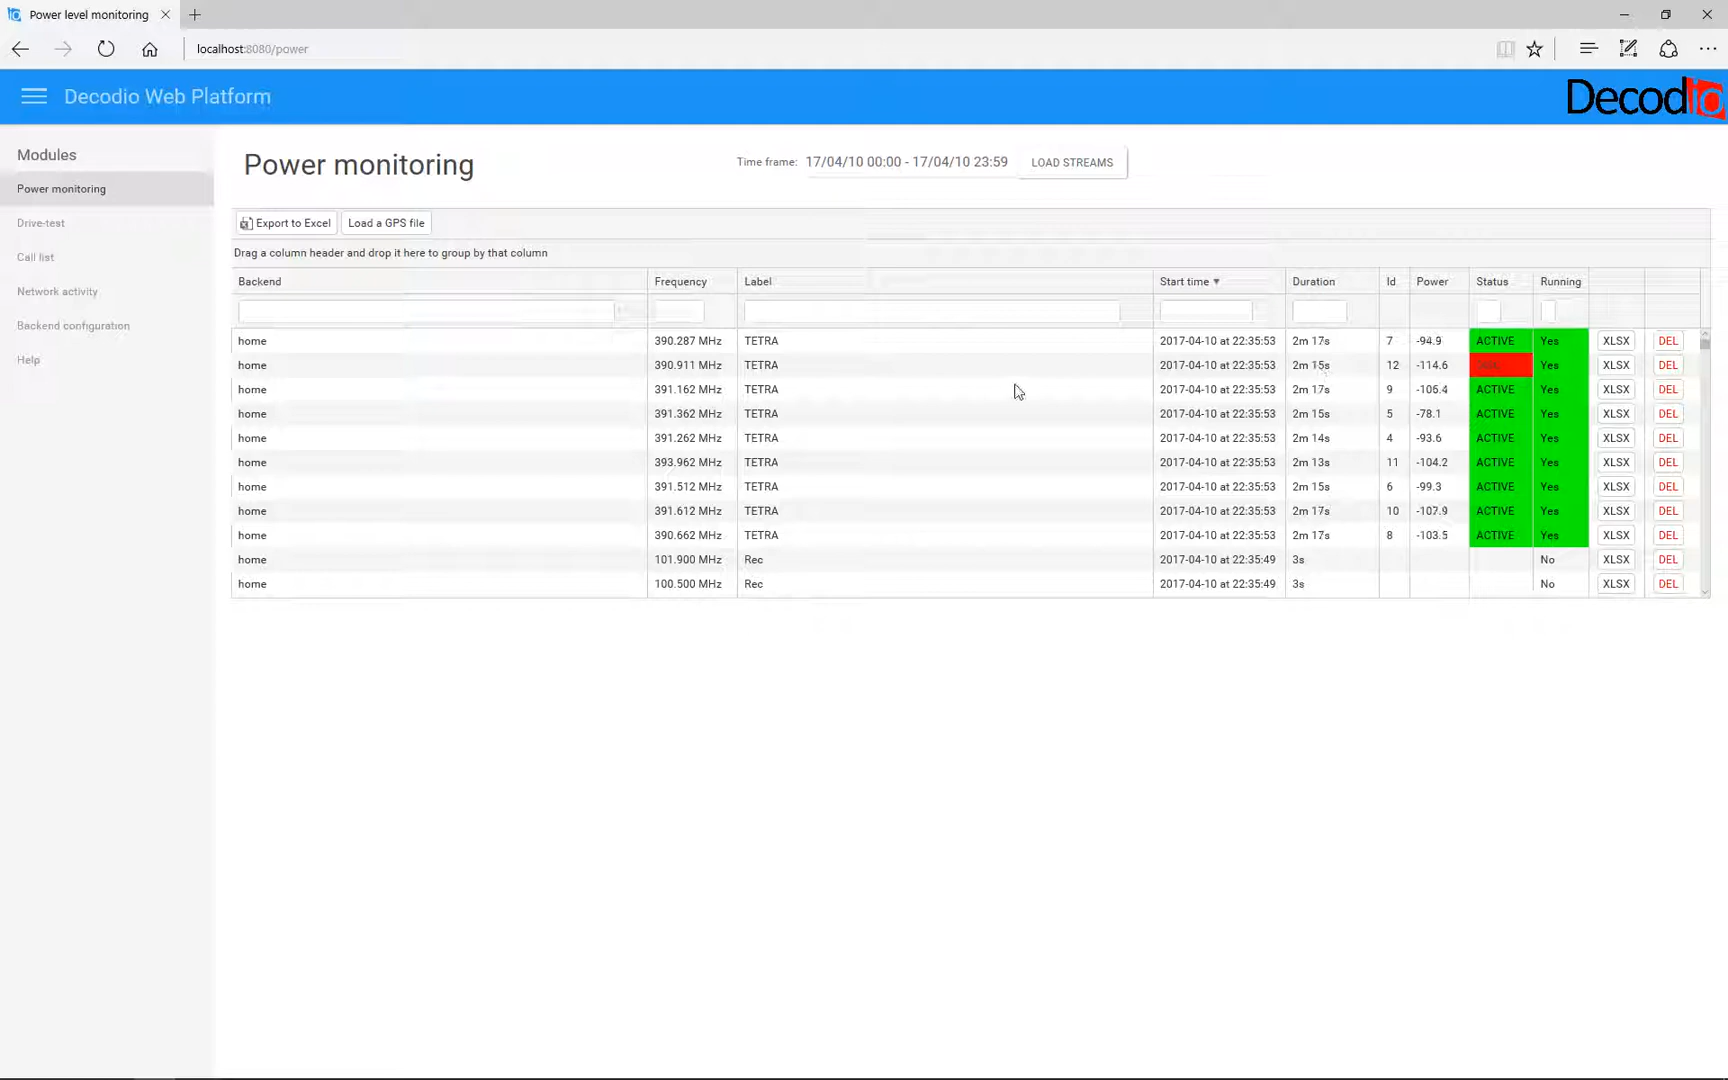 Power level monitoring
localhost:8080/power
Decodio Web Platform
Decodio
Modules
Power monitoring
Drive-test
Call list
Network activity
Backend configuration
Help
Power monitoring
Time frame: 17/04/10 00:00 - 17/04/10 23:59 LOAD STREAMS
Export to Excel Load a GPS file
Drag a column header and drop it here to group by that column
Backend Frequency Label Start time ▼ Duration Id Power Status Running
home 390.287 MHz TETRA 2017-04-10 at 22:35:53 2m 17s 7 -94.9 ACTIVE Yes XLSX DEL
home 390.911 MHz TETRA 2017-04-10 at 22:35:53 2m 15s 12 -114.6 Yes XLSX DEL
home 391.162 MHz TETRA 2017-04-10 at 22:35:53 2m 17s 9 -106.4 ACTIVE Yes XLSX DEL
home 391.362 MHz TETRA 2017-04-10 at 22:35:53 2m 15s 5 -78.1 ACTIVE Yes XLSX DEL
home 391.262 MHz TETRA 2017-04-10 at 22:35:53 2m 14s 4 -93.6 ACTIVE Yes XLSX DEL
home 393.962 MHz TETRA 2017-04-10 at 22:35:53 2m 13s 11 -104.2 ACTIVE Yes XLSX DEL
home 391.512 MHz TETRA 2017-04-10 at 22:35:53 2m 15s 6 -99.3 ACTIVE Yes XLSX DEL
home 391.612 MHz TETRA 2017-04-10 at 22:35:53 2m 17s 10 -107.9 ACTIVE Yes XLSX DEL
home 390.662 MHz TETRA 2017-04-10 at 22:35:53 2m 17s 8 -103.5 ACTIVE Yes XLSX DEL
home 101.900 MHz Rec 2017-04-10 at 22:35:49 3s No XLSX DEL
home 100.500 MHz Rec 2017-04-10 at 22:35:49 3s No XLSX DEL